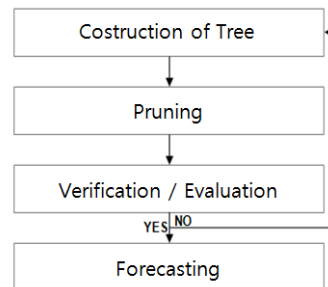 Costruction of Tree
Pruning
Verification / Evaluation
YES NO
Forecasting